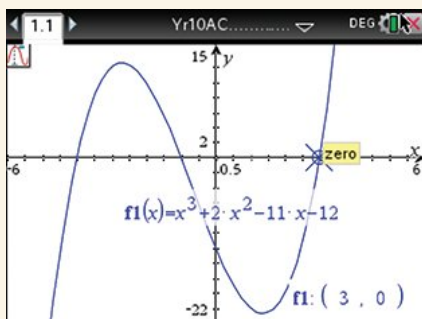 1.1 Yr10AC............ DEG
15 y
2
x
-6 0.5 6
zero
f1(x)=x³+2·x²-11·x-12
f1:( 3 , 0 )
-22